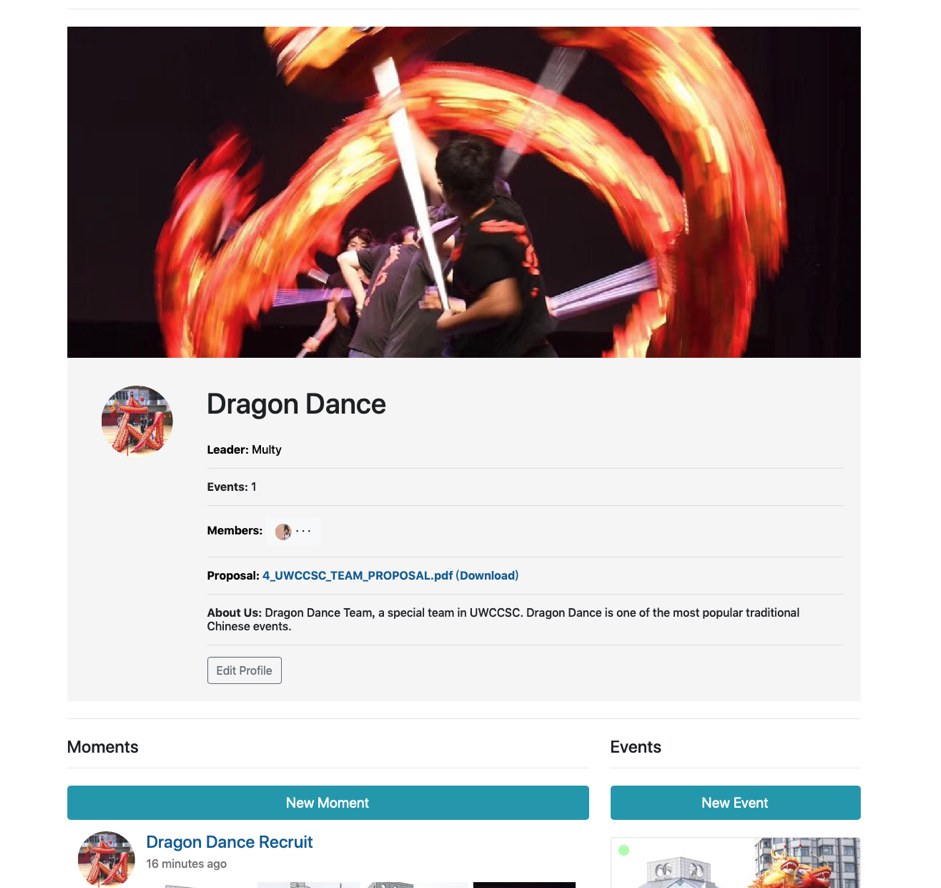 Dragon Dance
Leader: Multy
Events: 1
Members: ···
Proposal: 4_UWCCSC_TEAM_PROPOSAL.pdf (Download)
About Us: Dragon Dance Team, a special team in UWCCSC. Dragon Dance is one of the most popular traditional
Chinese events.
Edit Profile
Moments
Events
New Moment
New Event
Dragon Dance Recruit
16 minutes ago